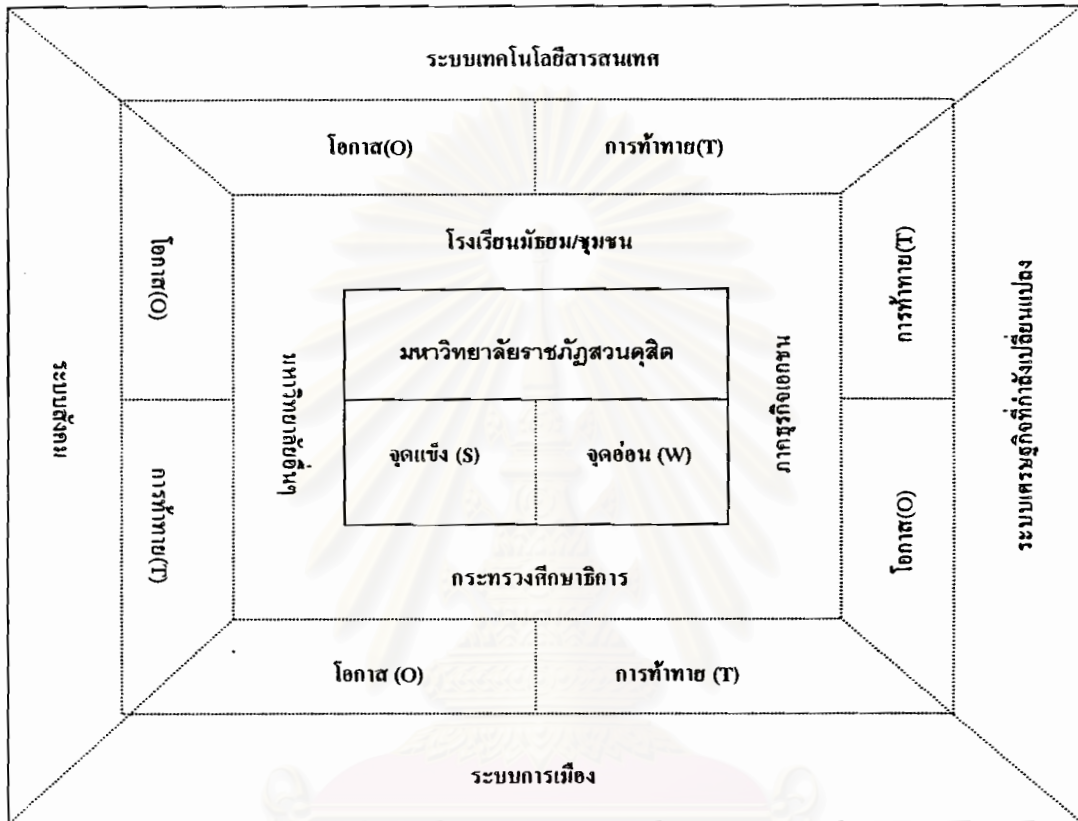 ระบบเทคโนโลยีสารสนเทศ
โอกาส(O)
การท้าทาย(T)
โรงเรียนมัธยม/ชุมชน
โอกาส(O)
การท้าทาย(T)
มหาวิทยาลัยราชภัฏสวนดุสิต
ระบบสังคม
มหาวิทยาลัยอื่นๆ
ภาคธุรกิจเอกชน
ระบบเศรษฐกิจที่กำลังเปลี่ยนแปลง
จุดแข็ง (S)
จุดอ่อน (W)
การท้าทาย(T)
โอกาส(O)
กระทรวงศึกษาธิการ
โอกาส (O)
การท้าทาย (T)
ระบบการเมือง